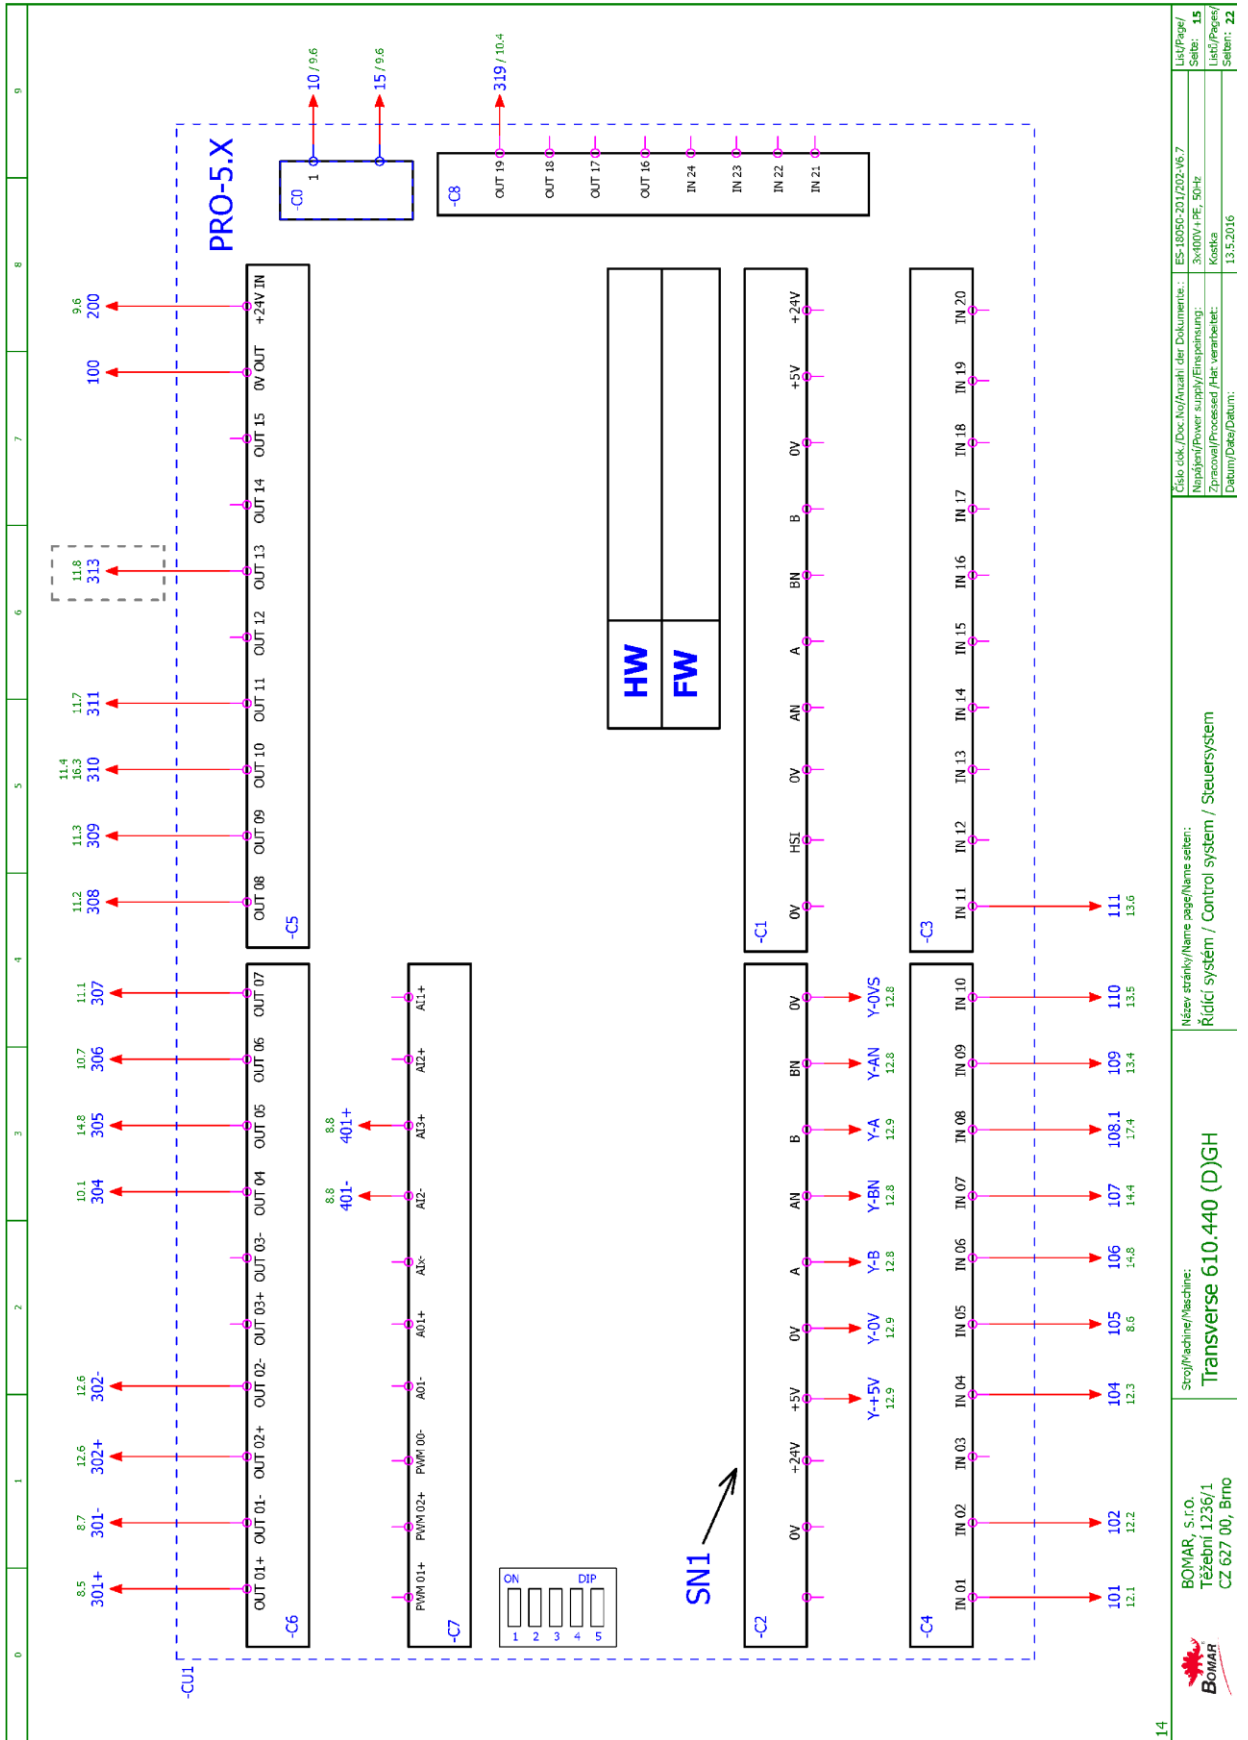 0 1 2 3 4 5 6 7 8 9
-CU1
PRO-5.X
8.5 8.7 12.6 12.6 10.1 14.8 10.7 11.1 11.2 11.3 11.4 16.3 11.7 11.8 9.6
301+ 301- 302+ 302- 304 305 306 307 308 309 310 311 313 100 200
OUT 01+ OUT 01- OUT 02+ OUT 02- OUT 03+ OUT 03- OUT 04 OUT 05 OUT 06 OUT 07
-C6
OUT 08 OUT 09 OUT 10 OUT 11 OUT 12 OUT 13 OUT 14 OUT 15 0V OUT +24V IN
-C5
-C0
1
10 / 9.6
15 / 9.6
8.8 8.8
401- 401+
PWM 01+ PWM 02+ PWM 00- A01- A01+ AIx- AI2- AI3+ AI2+ AI1+
-C7
-C8
OUT 19
319 / 10.4
OUT 18
OUT 17
OUT 16
IN 24
IN 23
IN 22
IN 21
ON DIP
1 2 3 4 5
HW
FW
SN1
-C2
0V +24V +5V 0V A AN B BN 0V
Y-+5V Y-0V Y-B Y-BN Y-A Y-AN Y-0VS
12.9 12.9 12.8 12.8 12.9 12.8 12.8
-C1
0V HSI 0V AN A BN B 0V +5V +24V
-C4
IN 01 IN 02 IN 03 IN 04 IN 05 IN 06 IN 07 IN 08 IN 09 IN 10
-C3
IN 11 IN 12 IN 13 IN 14 IN 15 IN 16 IN 17 IN 18 IN 19 IN 20
101 102 104 105 106 107 108.1 109 110 111
12.1 12.2 12.3 8.6 14.8 14.4 17.4 13.4 13.5 13.6
14
BOMAR
BOMAR, s.r.o.
Těžební 1236/1
CZ 627 00, Brno
Stroj/Machine/Maschine:
Transverse 610.440 (D)GH
Název stránky/Name page/Name seiten:
Řídící systém / Control system / Steuersystem
Číslo dok./Doc.No/Anzahl der Dokumente.: ES-18050-201/202-V6.7
Napájení/Power supply/Einspeisung: 3x400V+PE, 50Hz
Zpracoval/Processed /Hat verarbeitet: Kostka
Datum/Date/Datum: 13.5.2016
List/Page/
Seite: 15
Listů/Pages/
Seiten: 22